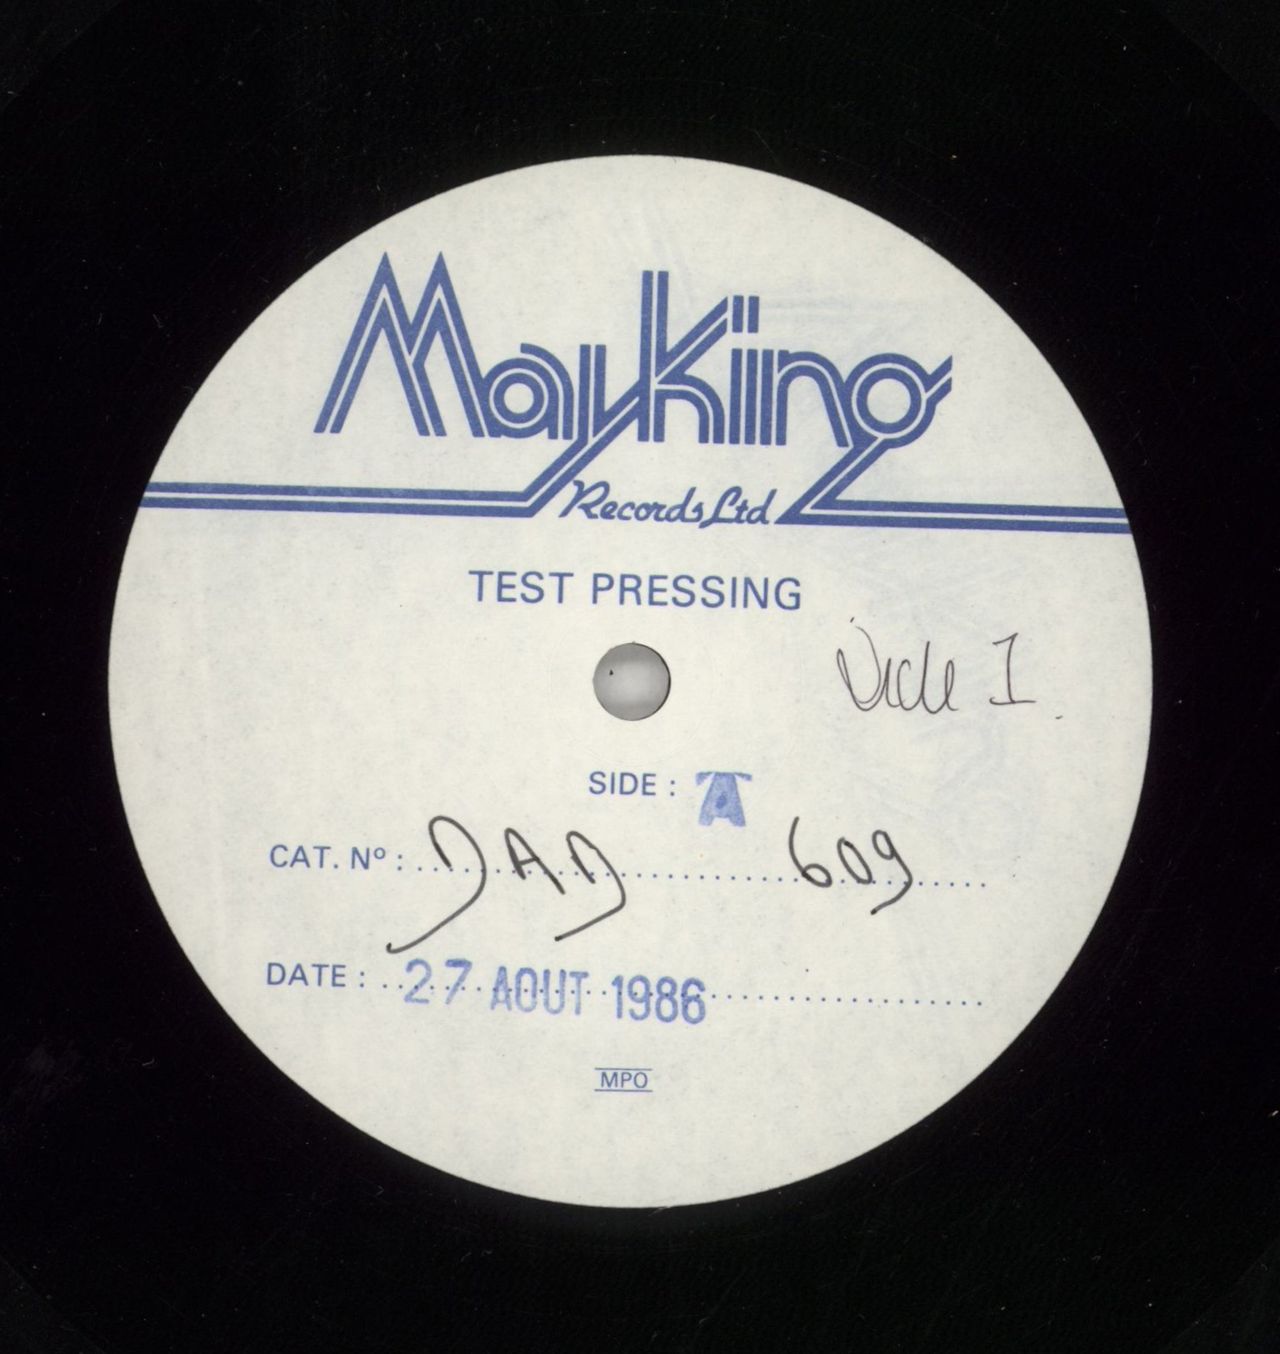 MayKing
Records Ltd
TEST PRESSING
Side 1
SIDE : A
CAT. Nº : DAD 609
DATE : 27 AOUT 1986
MPO